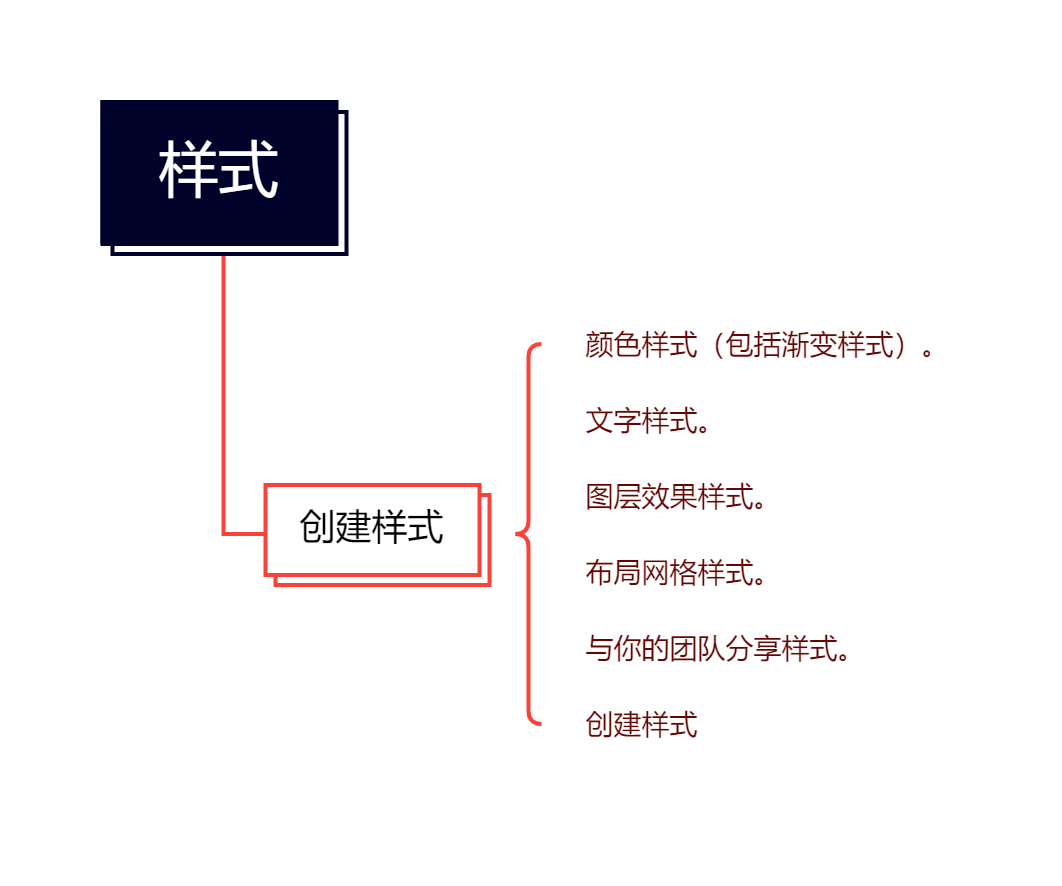 样式
创建样式
颜色样式（包括渐变样式）。
文字样式。
图层效果样式。
布局网格样式。
与你的团队分享样式。
创建样式